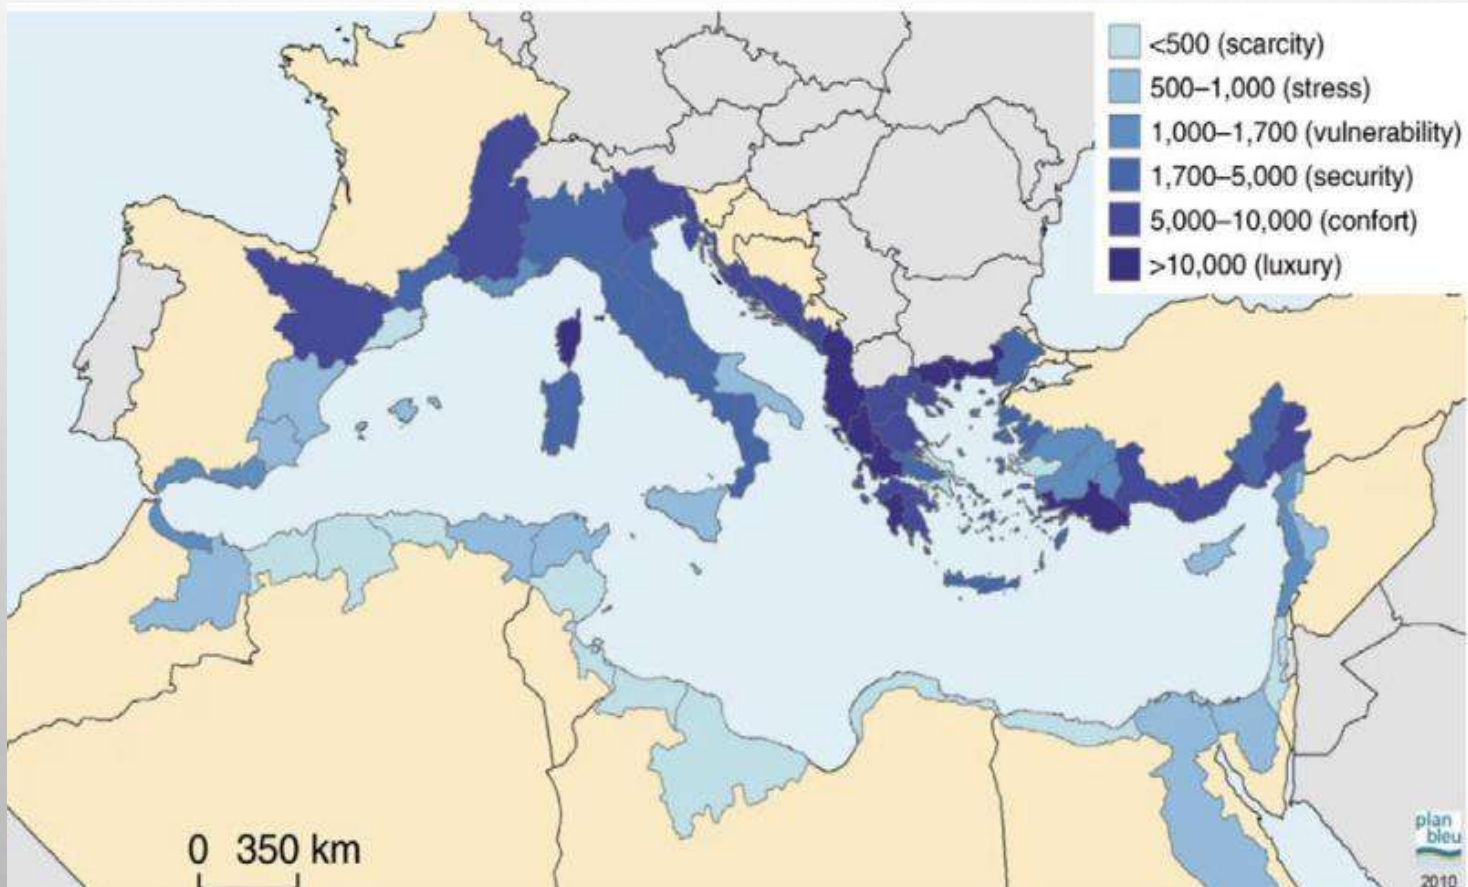 <500 (scarcity)
500–1,000 (stress)
1,000–1,700 (vulnerability)
1,700–5,000 (security)
5,000–10,000 (confort)
>10,000 (luxury)
0 350 km
plan
bleu
2010